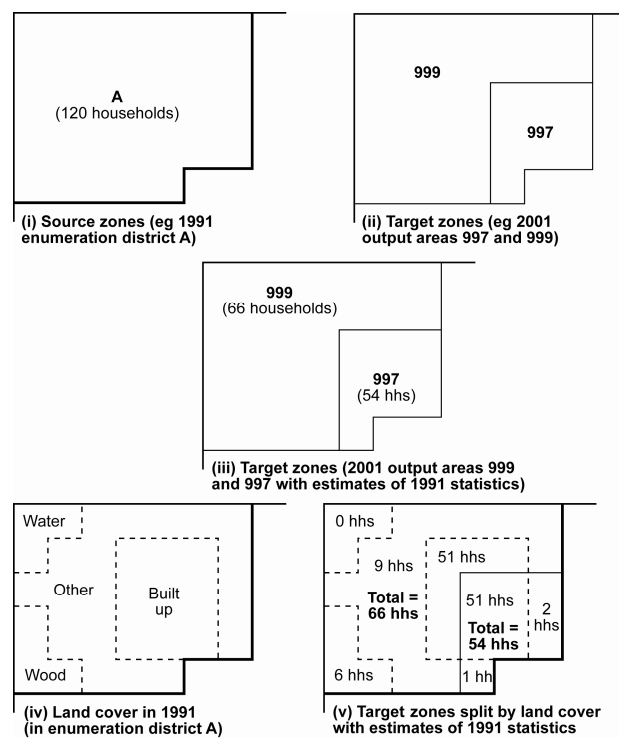 A
(120 households)
(i) Source zones (eg 1991
enumeration district A)
999
997
(ii) Target zones (eg 2001
output areas 997 and 999)
999
(66 households)
997
(54 hhs)
(iii) Target zones (2001 output areas 999
and 997 with estimates of 1991 statistics)
Water
Other
Built
up
Wood
(iv) Land cover in 1991
(in enumeration district A)
0 hhs
51 hhs
9 hhs
Total =
66 hhs
51 hhs
Total =
54 hhs
2
hhs
6 hhs
1 hh
(v) Target zones split by land cover
with estimates of 1991 statistics